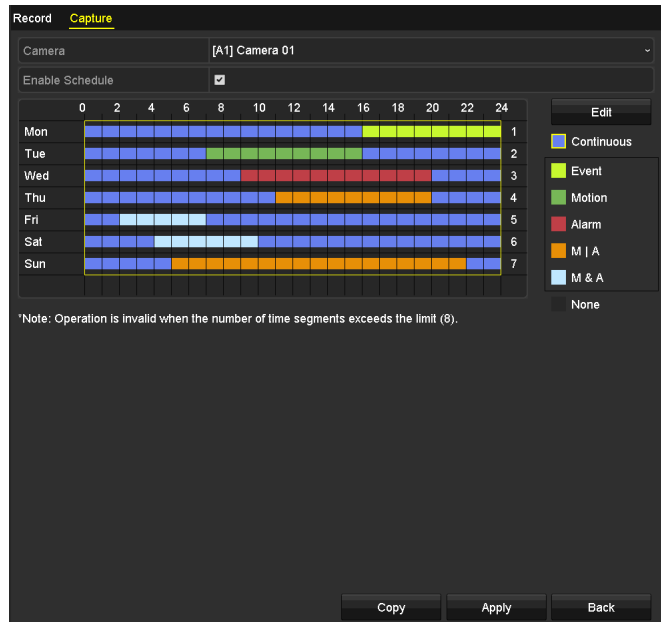 Record Capture
Camera [A1] Camera 01
Enable Schedule
0 2 4 6 8 10 12 14 16 18 20 22 24
Edit
Mon 1
Continuous
Tue 2
Wed 3
Event
Thu 4
Motion
Fri 5
Alarm
Sat 6
M | A
Sun 7
M & A
None
*Note: Operation is invalid when the number of time segments exceeds the limit (8).
Copy Apply Back